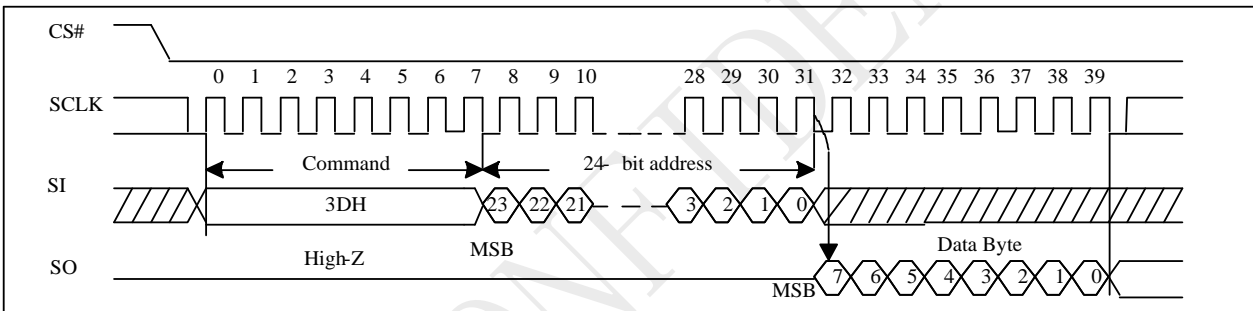 CS#
0 1 2 3 4 5 6 7 8 9 10 28 29 30 31 32 33 34 35 36 37 38 39
SCLK
Command 24- bit address
SI
3DH 23 22 21 3 2 1 0
High-Z MSB Data Byte
SO
MSB 7 6 5 4 3 2 1 0